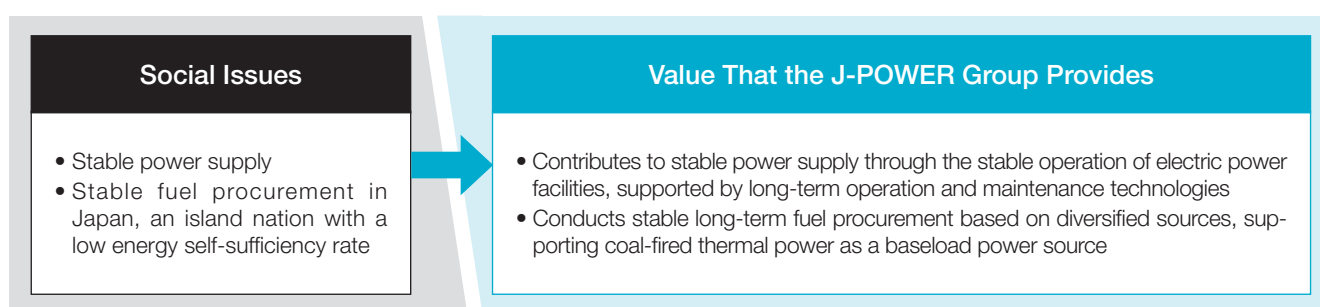 Social Issues
• Stable power supply
• Stable fuel procurement in
Japan, an island nation with a
low energy self-sufficiency rate
Value That the J-POWER Group Provides
• Contributes to stable power supply through the stable operation of electric power
facilities, supported by long-term operation and maintenance technologies
• Conducts stable long-term fuel procurement based on diversified sources, sup-
porting coal-fired thermal power as a baseload power source